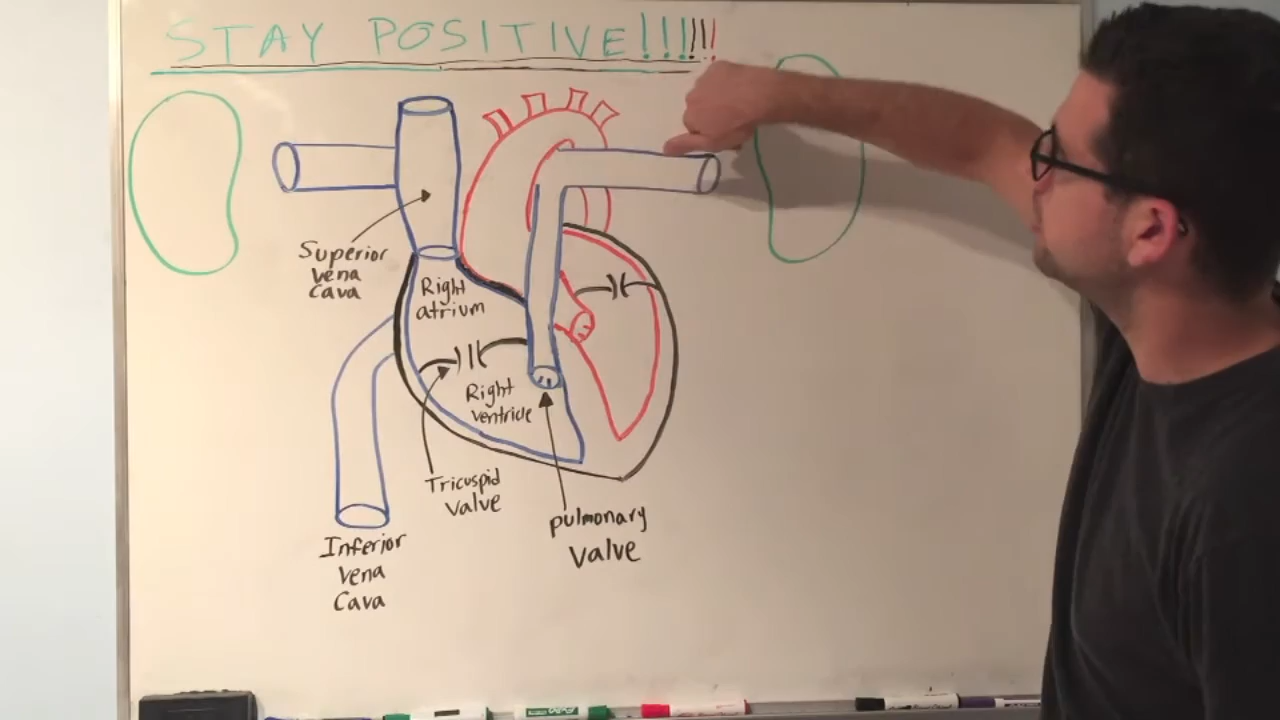 STAY POSITIVE!!!!!!
Superior
vena
cava
Right
atrium
Right
ventricle
Tricuspid
valve
pulmonary
valve
Inferior
vena
cava